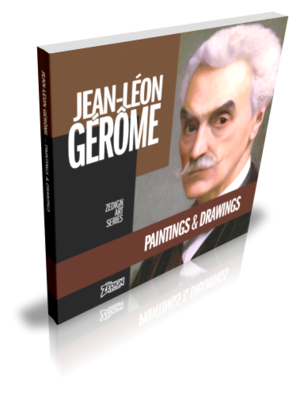 JEAN-LÉON
GÉRÔME
ZEDIGN
ART
SERIES
PAINTINGS & DRAWINGS
JEAN-LÉON GÉRÔME - PAINTINGS & DRAWINGS
ZEDIGN